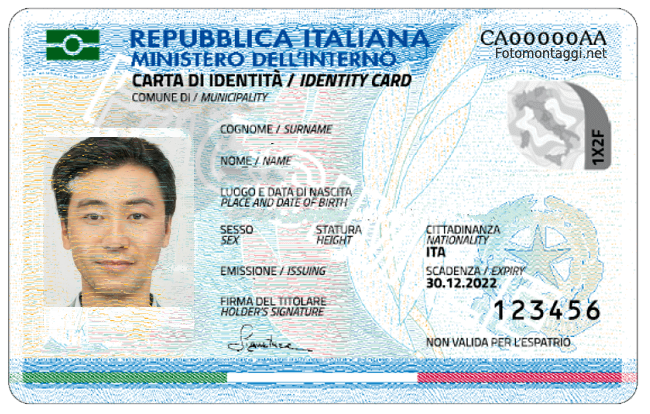 REPUBBLICA ITALIANA
CA00000AA
MINISTERO DELL'INTERNO
Fotomontaggi.net
CARTA DI IDENTITÀ / IDENTITY CARD
COMUNE DI / MUNICIPALITY
COGNOME / SURNAME
1X2F
NOME / NAME
LUOGO E DATA DI NASCITA
PLACE AND DATE OF BIRTH
SESSO
SEX
STATURA
HEIGHT
CITTADINANZA
NATIONALITY
ITA
EMISSIONE / ISSUING
SCADENZA / EXPIRY
30.12.2022
FIRMA DEL TITOLARE
HOLDER'S SIGNATURE
123456
Signature
NON VALIDA PER L'ESPATRIO